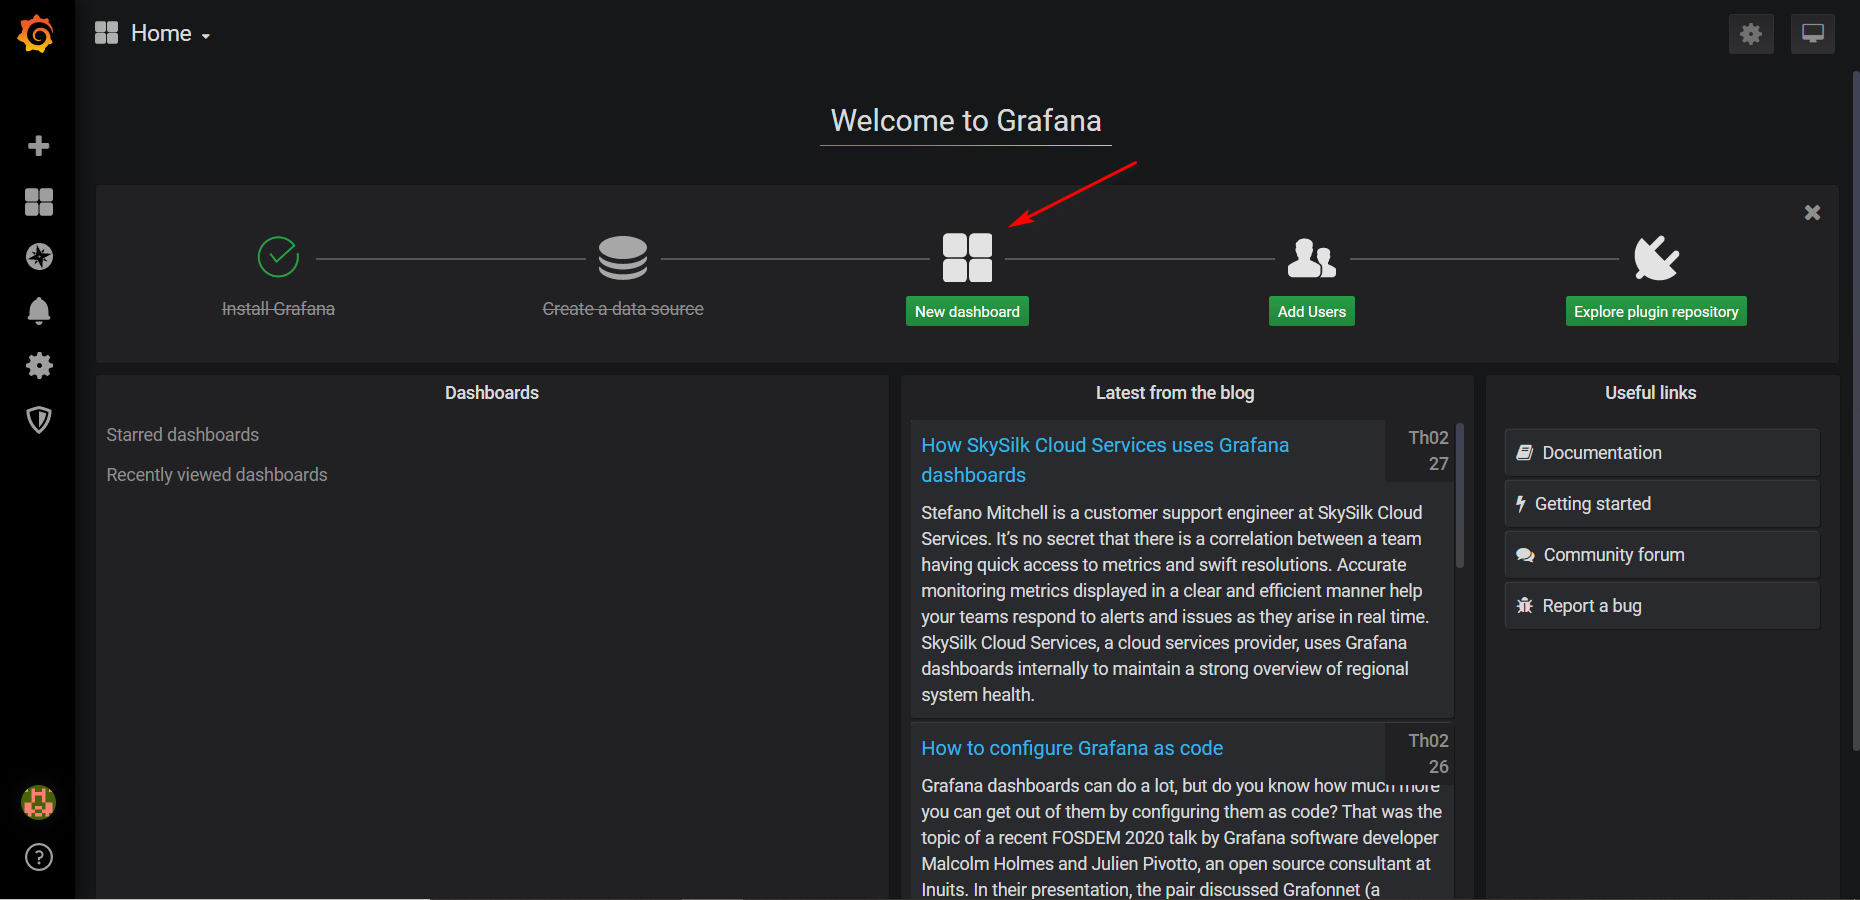 Home
Welcome to Grafana
Install Grafana
Create a data source
New dashboard
Add Users
Explore plugin repository
Dashboards
Starred dashboards
Recently viewed dashboards
Latest from the blog
How SkySilk Cloud Services uses Grafana
dashboards
Th02
27
Stefano Mitchell is a customer support engineer at SkySilk Cloud
Services. It’s no secret that there is a correlation between a team
having quick access to metrics and swift resolutions. Accurate
monitoring metrics displayed in a clear and efficient manner help
your teams respond to alerts and issues as they arise in real time.
SkySilk Cloud Services, a cloud services provider, uses Grafana
dashboards internally to maintain a strong overview of regional
system health.
How to configure Grafana as code
Th02
26
Grafana dashboards can do a lot, but do you know how much more
you can get out of them by configuring them as code? That was the
topic of a recent FOSDEM 2020 talk by Grafana software developer
Malcolm Holmes and Julien Pivotto, an open source consultant at
Inuits. In their presentation, the pair discussed Grafonnet (a
Useful links
Documentation
Getting started
Community forum
Report a bug
?